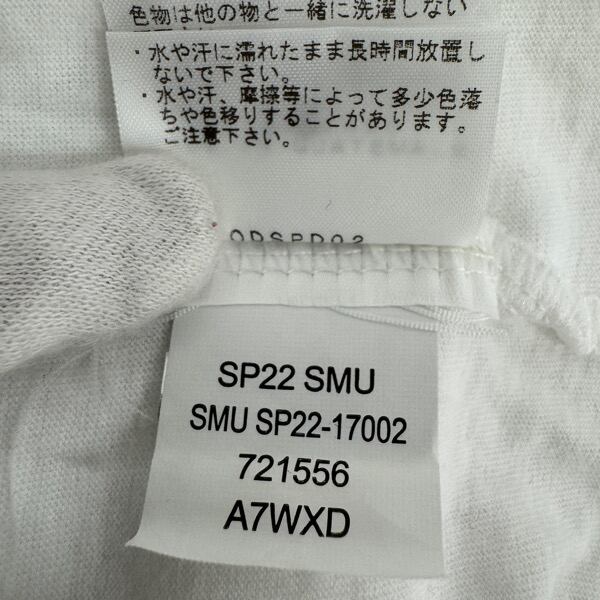 色物は他の物と一緒に洗濯しない
・水や汗に濡れたまま長時間放置し
ないで下さい。
・水や汗、摩擦等によって多少色落
ちや色移りすることがあります。
ご注意下さい。
ODSPD02
SP22 SMU
SMU SP22-17002
721556
A7WXD